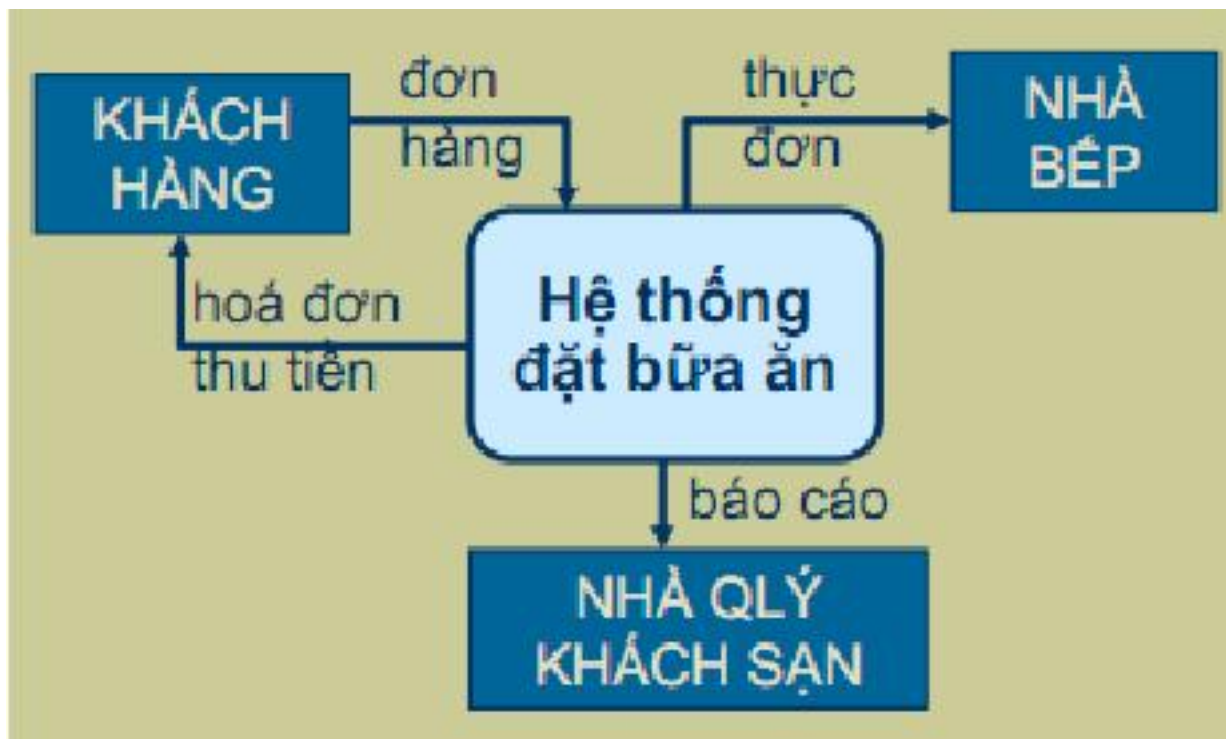 KHÁCH
HÀNG
đơn
hàng
thực
đơn
NHÀ
BẾP
hoá đơn
thu tiền
Hệ thống
đặt bữa ăn
báo cáo
NHÀ QLÝ
KHÁCH SẠN